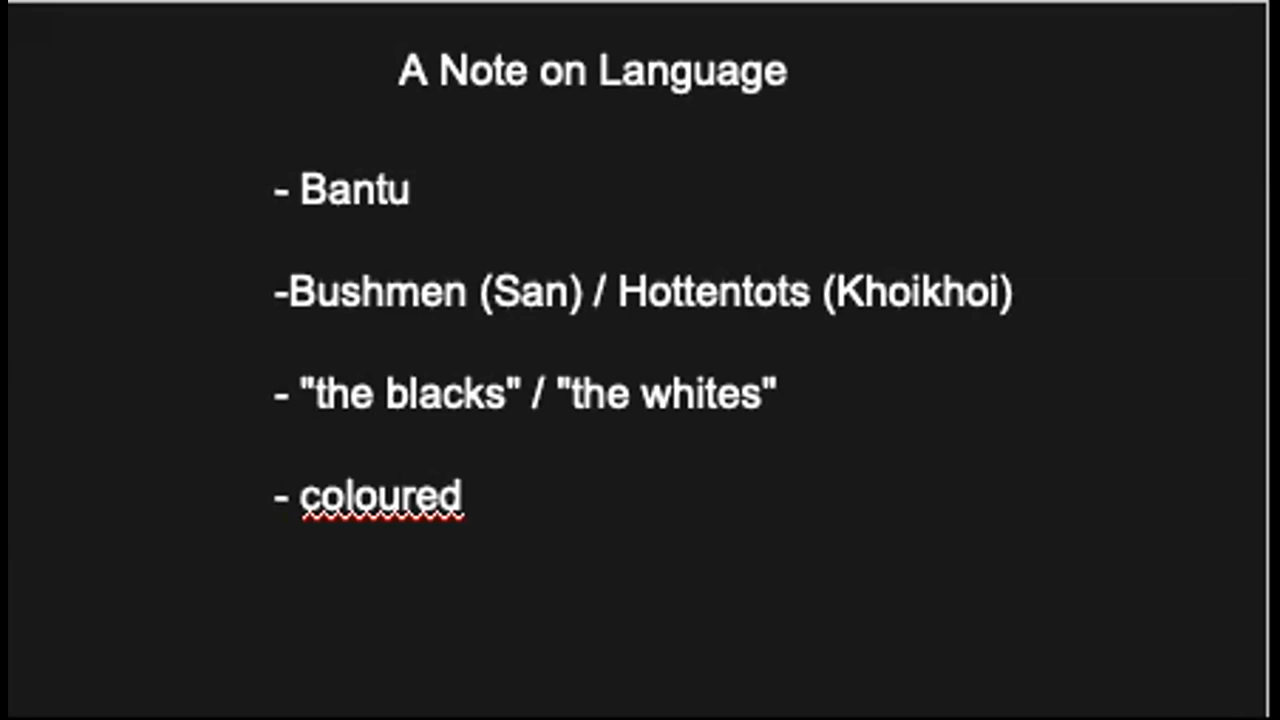 A Note on Language
- Bantu
-Bushmen (San) / Hottentots (Khoikhoi)
- "the blacks" / "the whites"
- coloured